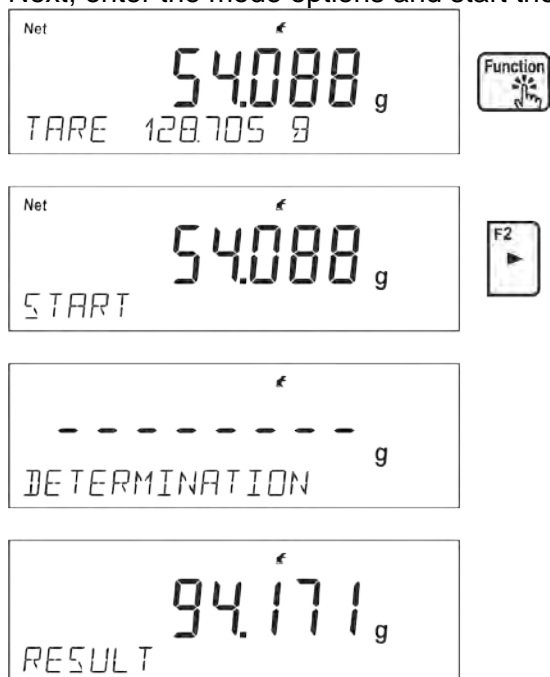 Next, enter the mode options and start the
Net
54.088 g
Function
TARE 128.705 g
Net
54.088 g
F2
START
-------- g
DETERMINATION
94.171 g
RESULT